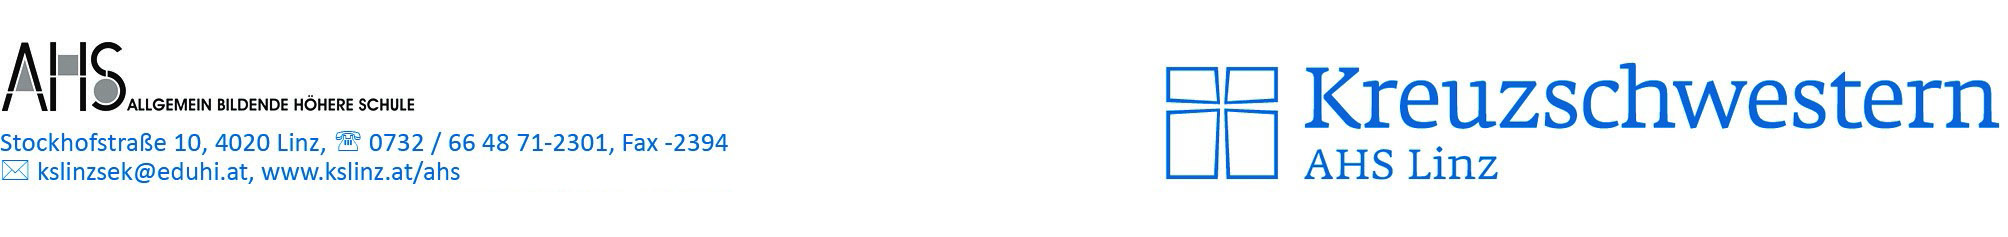 AHS ALLGEMEIN BILDENDE HÖHERE SCHULE
Stockhofstraße 10, 4020 Linz, ☏ 0732 / 66 48 71-2301, Fax -2394
✉ kslinzsek@eduhi.at, www.kslinz.at/ahs
Kreuzschwestern
AHS Linz